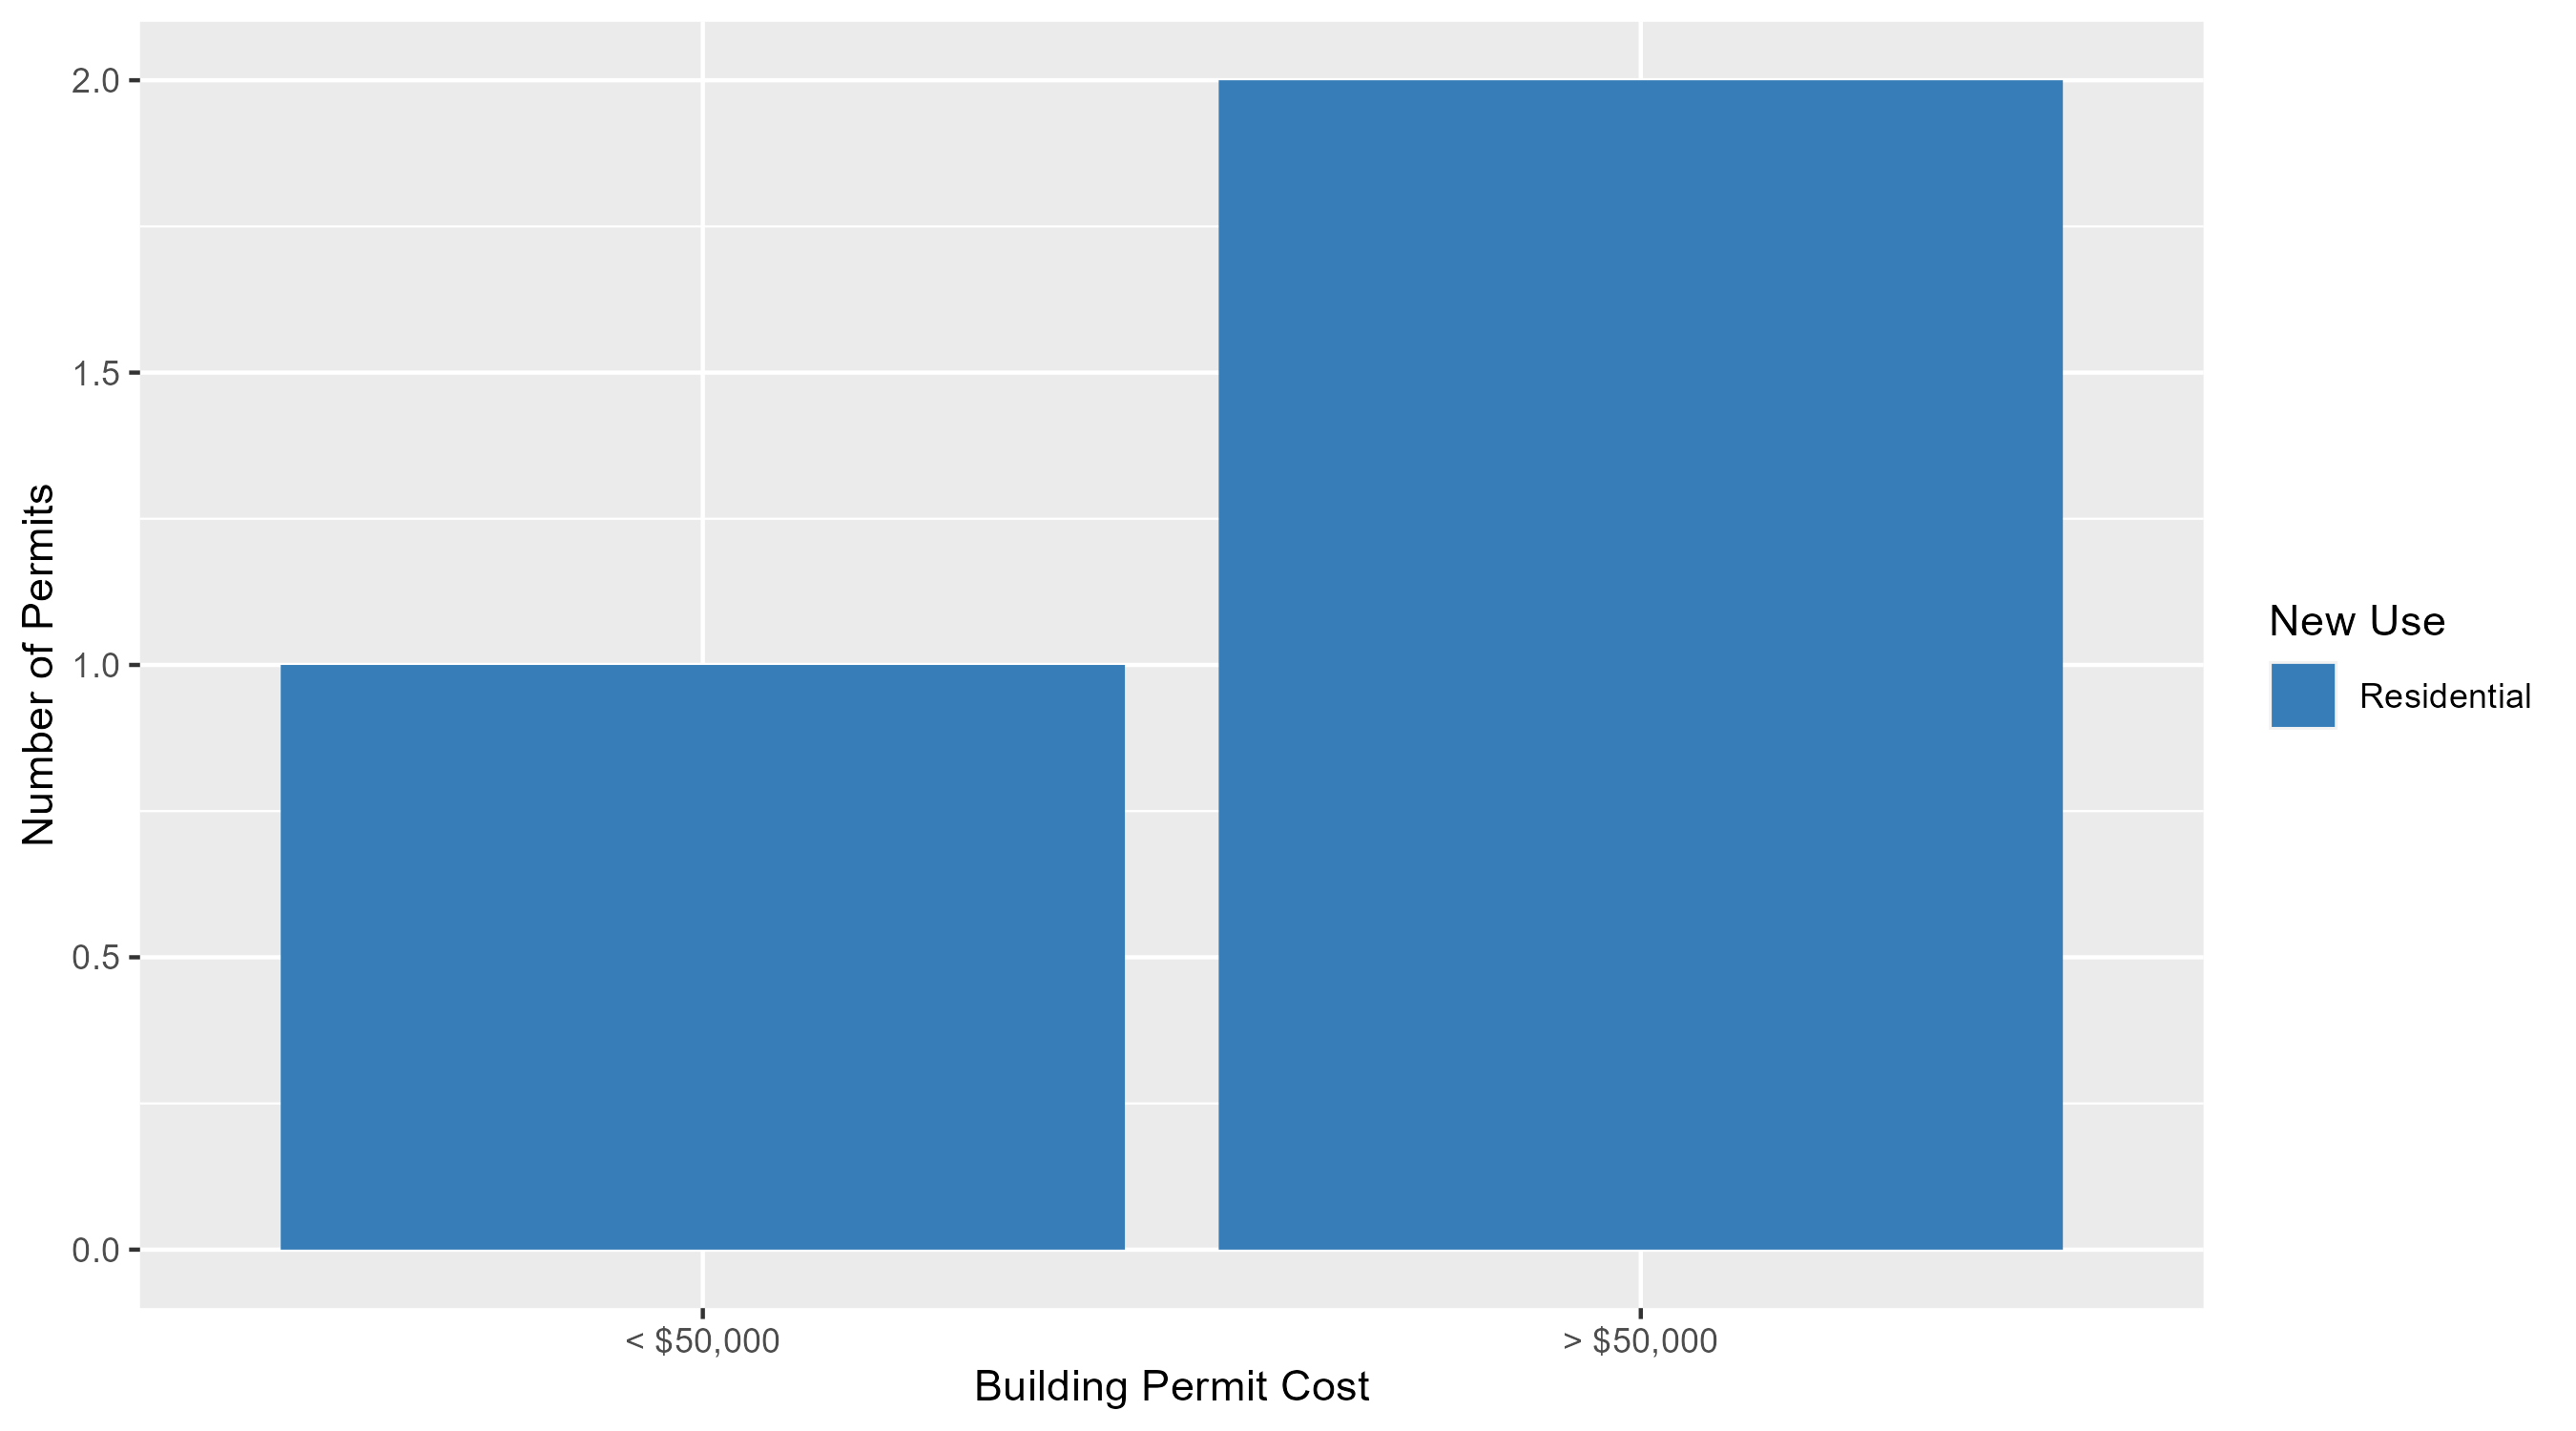 2.0
1.5
1.0
0.5
0.0
Number of Permits
< $50,000
> $50,000
Building Permit Cost
New Use
Residential